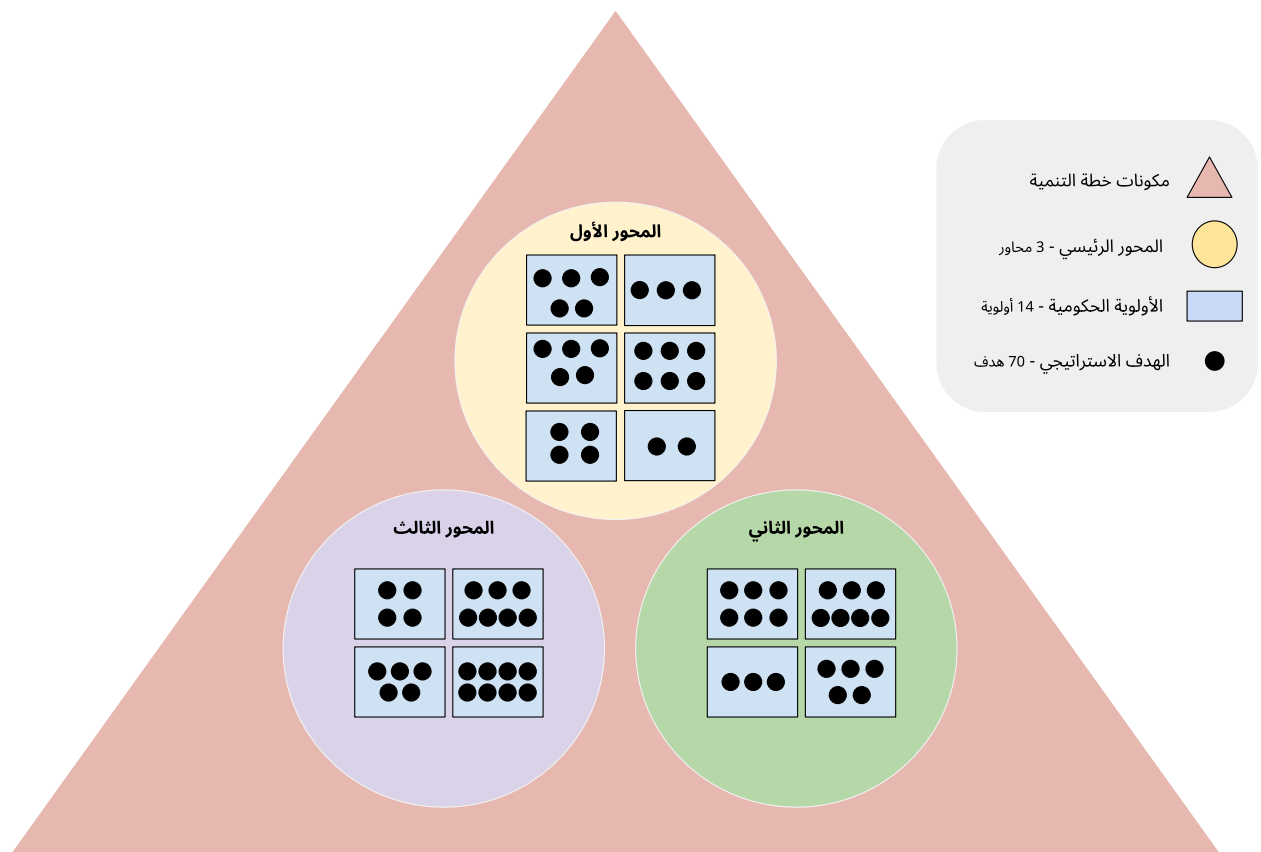 مكونات خطة التنمية
المحور الرئيسي - 3 محاور
الأولوية الحكومية - 14 أولوية
الهدف الاستراتيجي - 70 هدف
المحور الأول
المحور الثاني
المحور الثالث